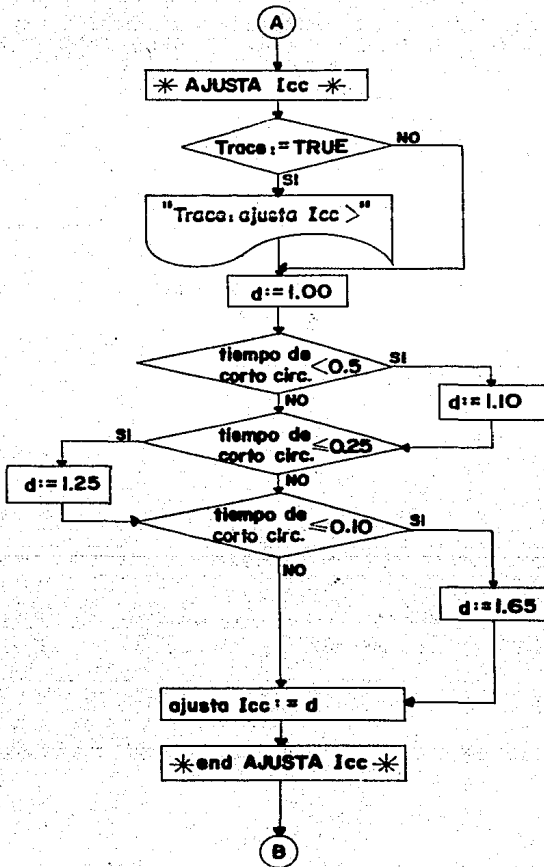 A
✳ AJUSTA Icc ✳
Trace:=TRUE
NO
SI
"Trace: ajusta Icc >"
d:=1.00
tiempo de
corto circ.
<0.5
SI
NO
d:=1.10
tiempo de
corto circ.
≤0.25
SI
NO
d:=1.25
tiempo de
corto circ.
≤0.10
SI
NO
d:=1.65
ajusta Icc:=d
✳end AJUSTA Icc✳
B